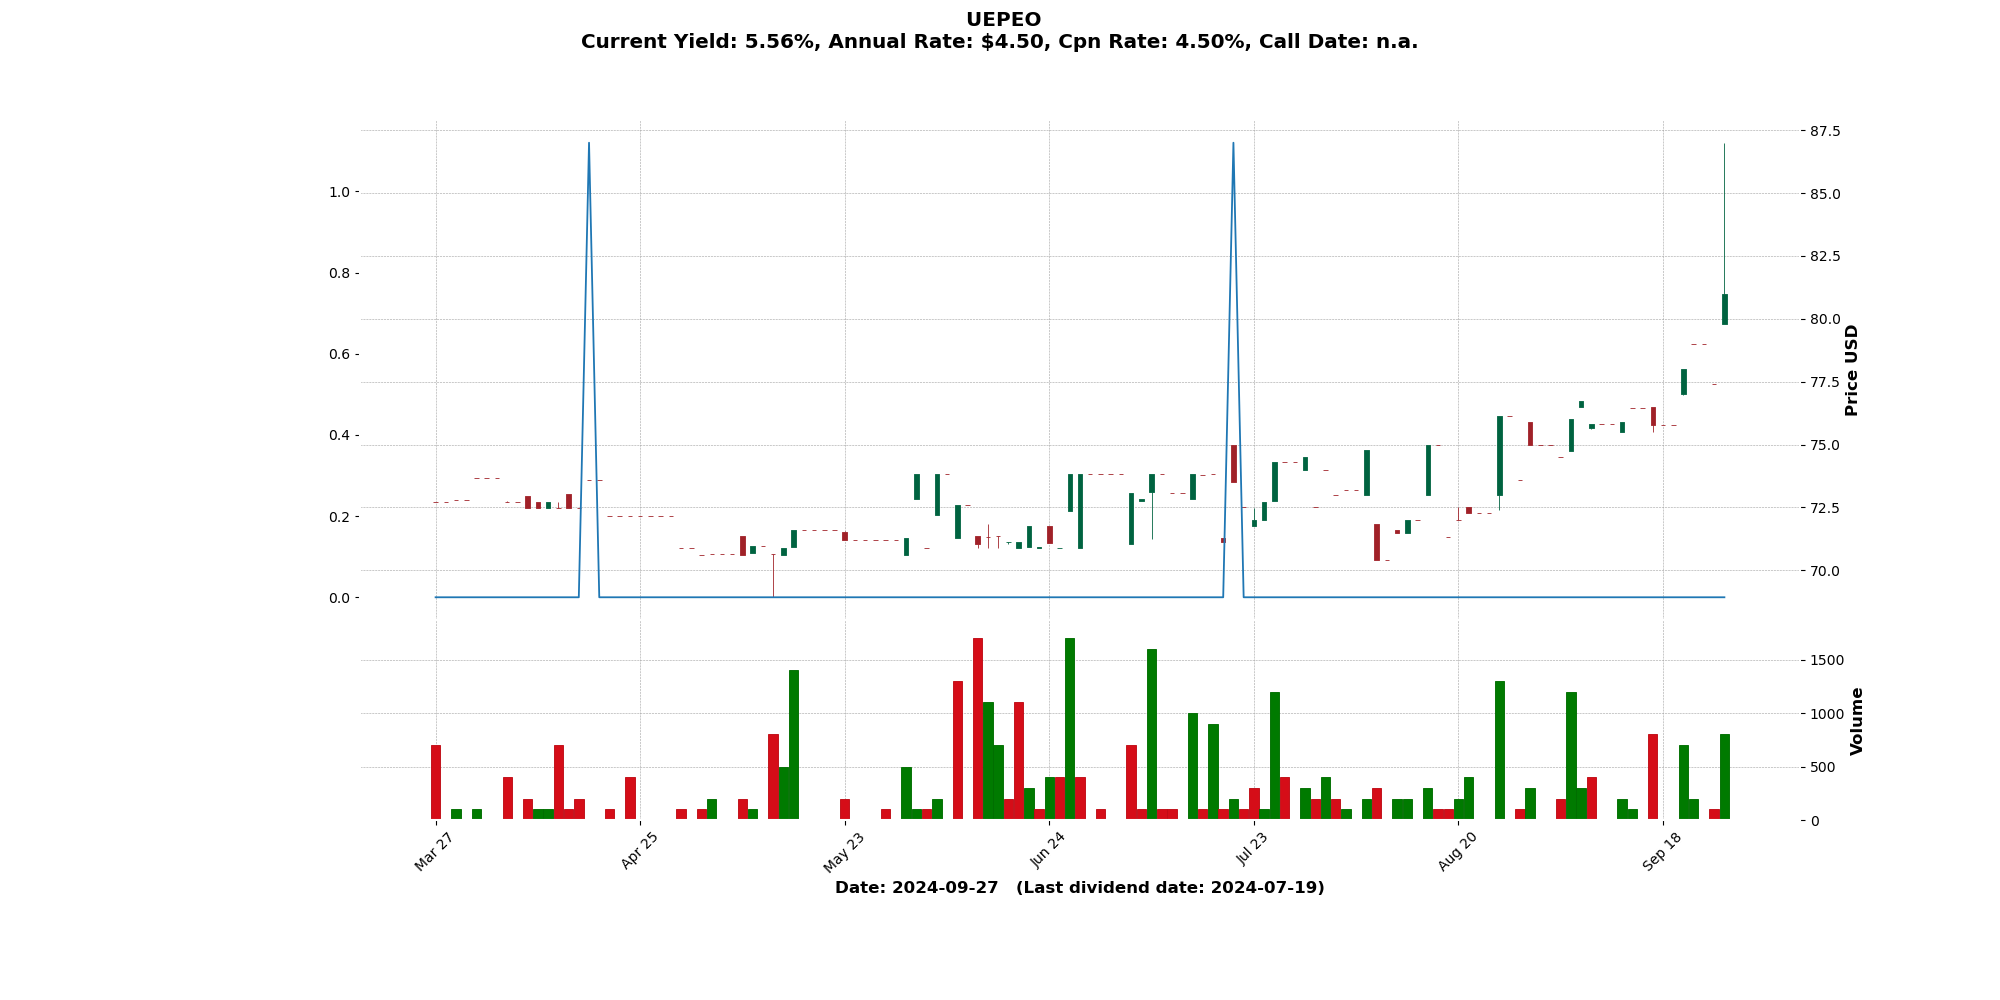 UEPEO
Current Yield: 5.56%, Annual Rate: $4.50, Cpn Rate: 4.50%, Call Date: n.a.
1.0
0.8
0.6
0.4
0.2
0.0
87.5
85.0
82.5
80.0
77.5
75.0
72.5
70.0
Price USD
1500
1000
500
0
Volume
Mar 27
Apr 25
May 23
Jun 24
Jul 23
Aug 20
Sep 18
Date: 2024-09-27 (Last dividend date: 2024-07-19)